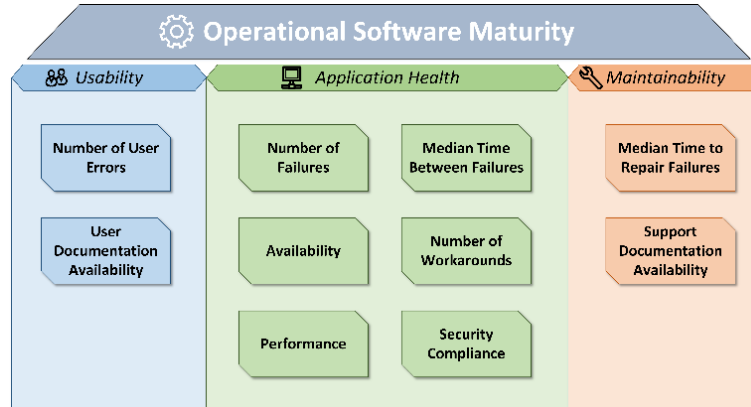 Operational Software Maturity
Usability
Application Health
Maintainability
Number of User
Errors
User
Documentation
Availability
Number of
Failures
Median Time
Between Failures
Availability
Number of
Workarounds
Performance
Security
Compliance
Median Time to
Repair Failures
Support
Documentation
Availability